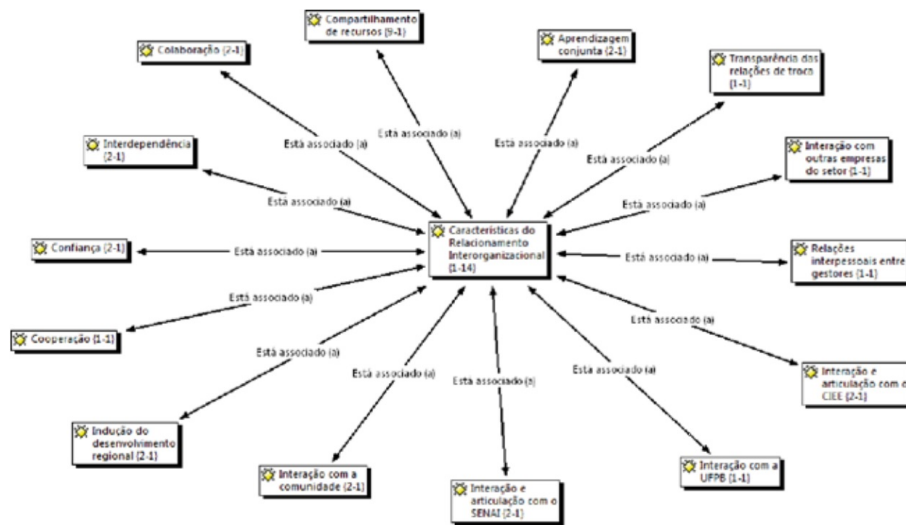 Compartilhamento
de recursos (9-1)
Colaboração (2-1)
Aprendizagem
conjunta (2-1)
Transparência das
relações de troca
(1-1)
Está associado (a)
Está associado (a)
Está associado (a)
Está associado (a)
Interdependência
(2-1)
Interação com
outras empresas
do setor (1-1)
Está associado (a)
Está associado (a)
Características do
Relacionamento
Interorganizacional
(1-14)
Confiança (2-1)
Está associado (a)
Está associado (a)
Relações
interpessoais entre
gestores (1-1)
Está associado (a)
Está associado (a)
Cooperação (1-1)
Está associado (a)
Está associado (a)
Está associado (a)
Está associado (a)
Interação e
articulação com o
CIEE (2-1)
Indução do
desenvolvimento
regional (2-1)
Interação com a
comunidade (2-1)
Interação e
articulação com o
SENAI (2-1)
Interação com a
UFPB (1-1)